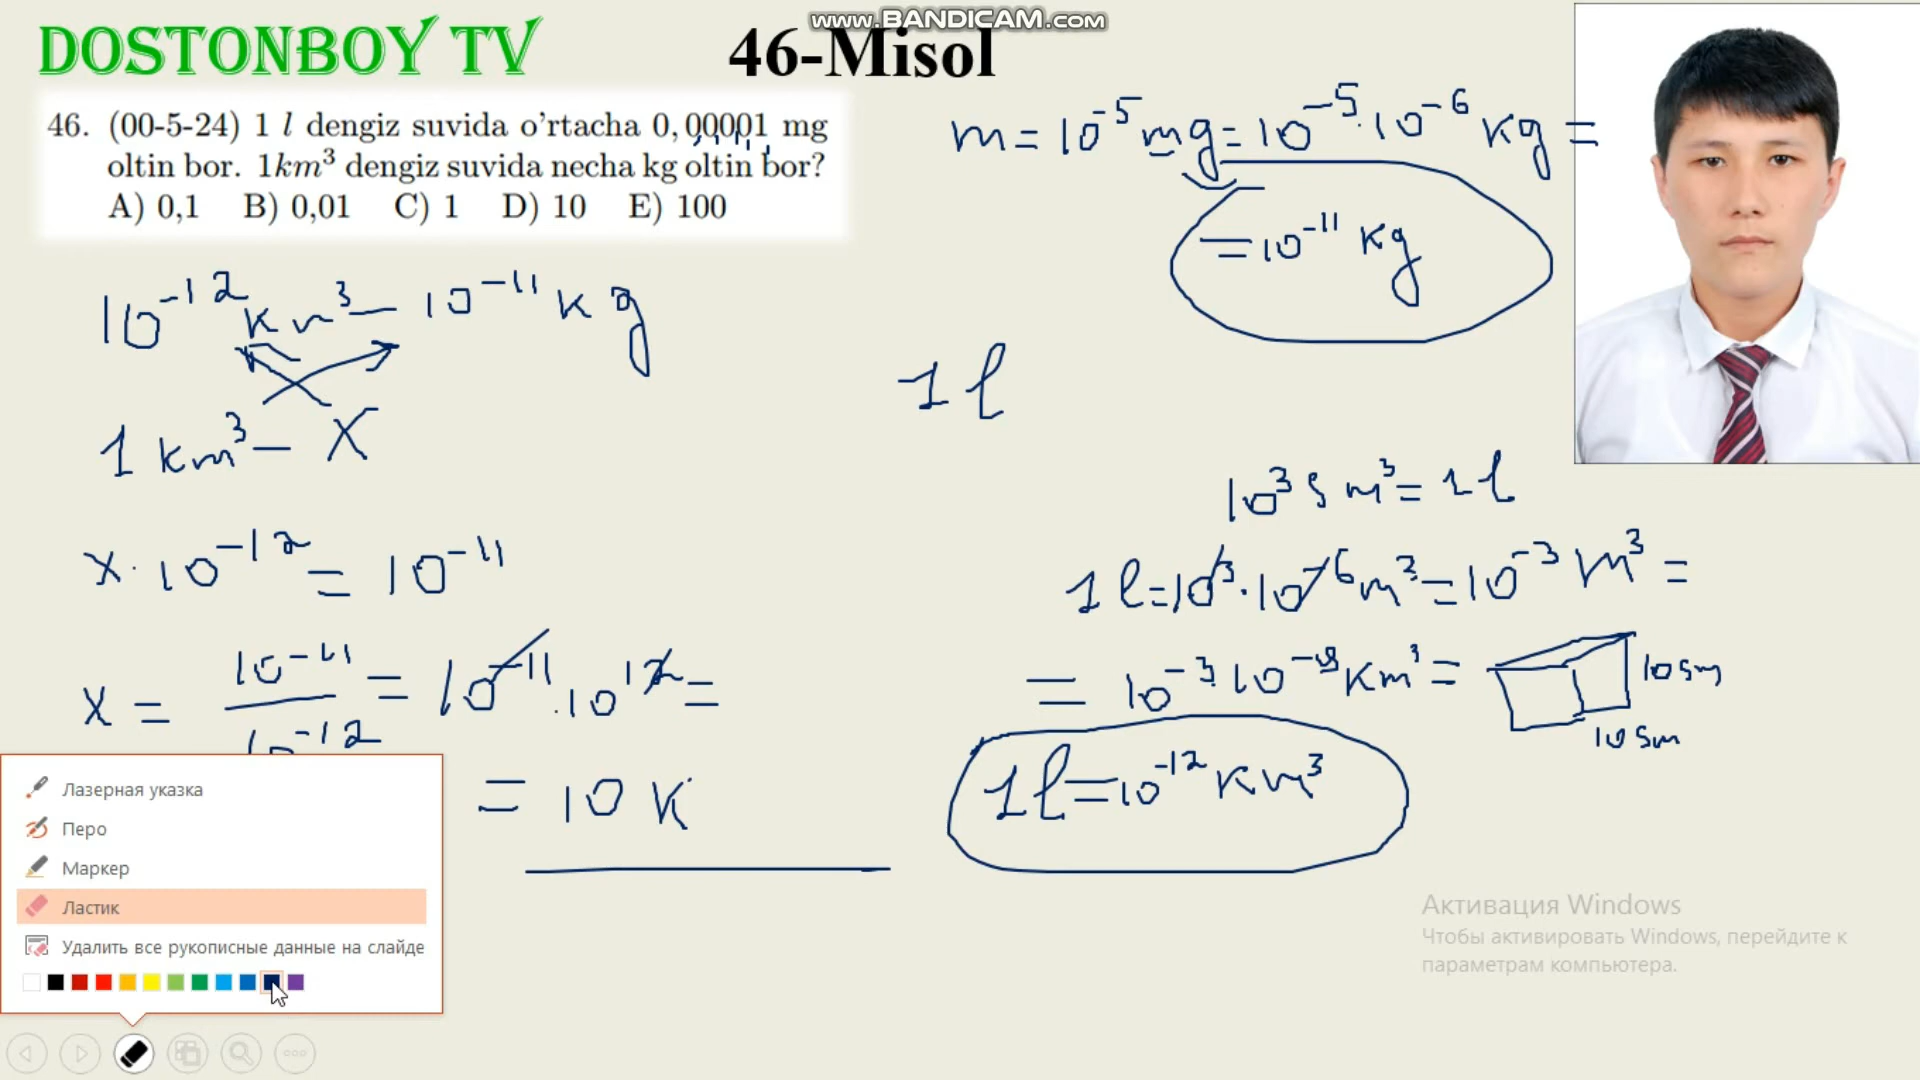 www.BANDICAM.com
DOSTONBOY TV
46-Misol
46. (00-5-24) 1 l dengiz suvida o’rtacha 0,00001 mg
oltin bor. 1km³ dengiz suvida necha kg oltin bor?
A) 0,1 B) 0,01 C) 1 D) 10 E) 100
m = 10⁻⁵ mg = 10⁻⁵ · 10⁻⁶ kg =
= 10⁻¹¹ kg
10⁻¹² km³ — 10⁻¹¹ kg
1 km³ — X
x · 10⁻¹² = 10⁻¹¹
x = 10⁻¹¹ / 10⁻¹² = 10⁻¹¹ · 10¹² =
= 10 K
1 l
10³ sm³ = 1 l
1 l = 10³ · 10⁻⁶ m³ = 10⁻³ m³ =
= 10⁻³ · 10⁻⁹ km³ =
10 sm
10 sm
1 l = 10⁻¹² km³
Лазерная указка
Перо
Маркер
Ластик
Удалить все рукописные данные на слайде
Активация Windows
Чтобы активировать Windows, перейдите к
параметрам компьютера.